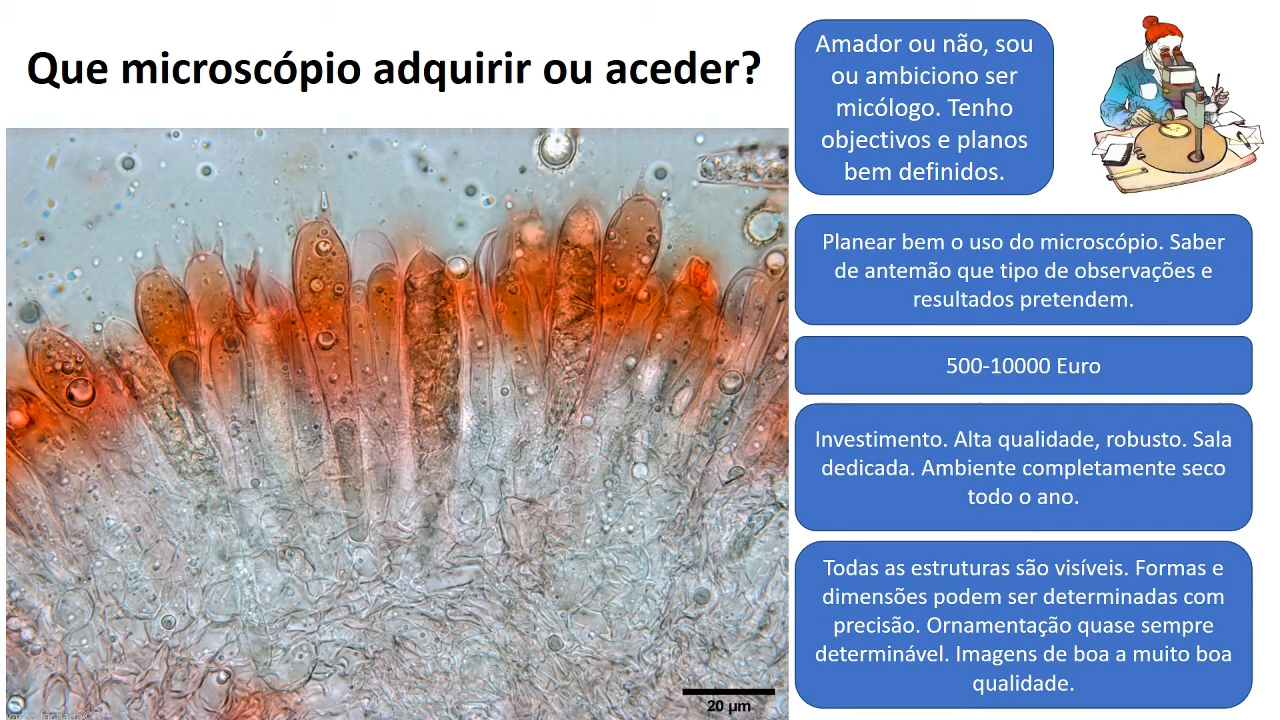 Que microscópio adquirir ou aceder?
Amador ou não, sou
ou ambiciono ser
micólogo. Tenho
objectivos e planos
bem definidos.
Planear bem o uso do microscópio. Saber
de antemão que tipo de observações e
resultados pretendem.
500-10000 Euro
Investimento. Alta qualidade, robusto. Sala
dedicada. Ambiente completamente seco
todo o ano.
Todas as estruturas são visíveis. Formas e
dimensões podem ser determinadas com
precisão. Ornamentação quase sempre
determinável. Imagens de boa a muito boa
qualidade.
20 µm